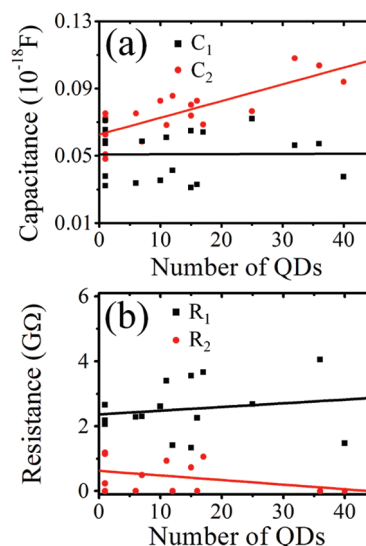 (a)
C₁
C₂
Capacitance (10⁻¹⁸F)
0.13
0.09
0.05
0.01
0 10 20 30 40
Number of QDs
(b)
R₁
R₂
Resistance (GΩ)
6
4
2
0
0 10 20 30 40
Number of QDs